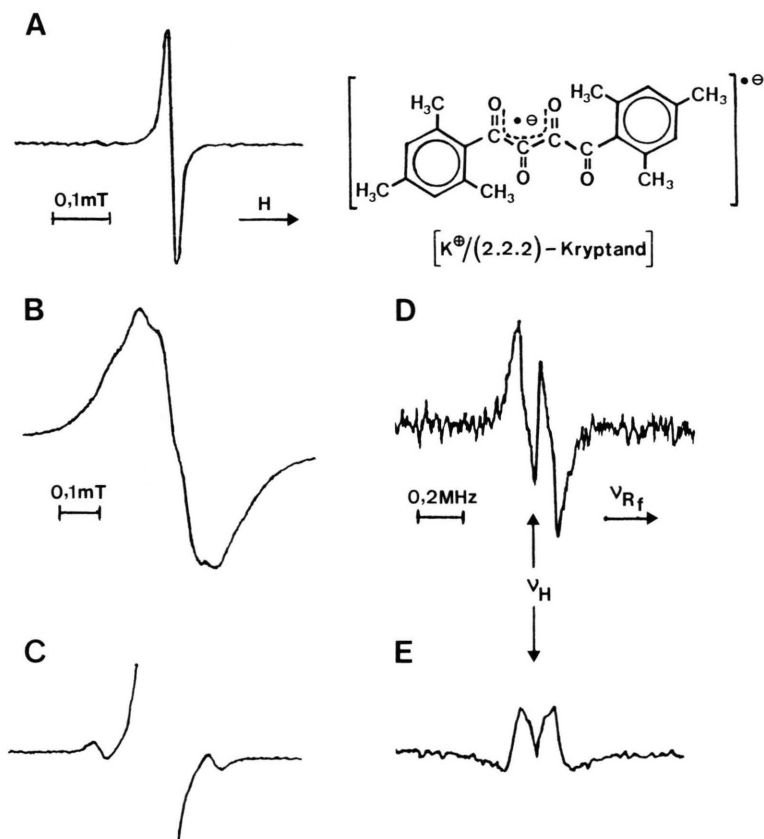 A
0,1mT
H
H₃C
CH₃
CH₃
H₃C
O
C
C
O
O
C
C
O
H₃C
CH₃
CH₃
•⊖
•⊖
[K⊕/(2.2.2)-Kryptand]
B
0,1mT
D
0,2MHz
νRf
νH
C
E